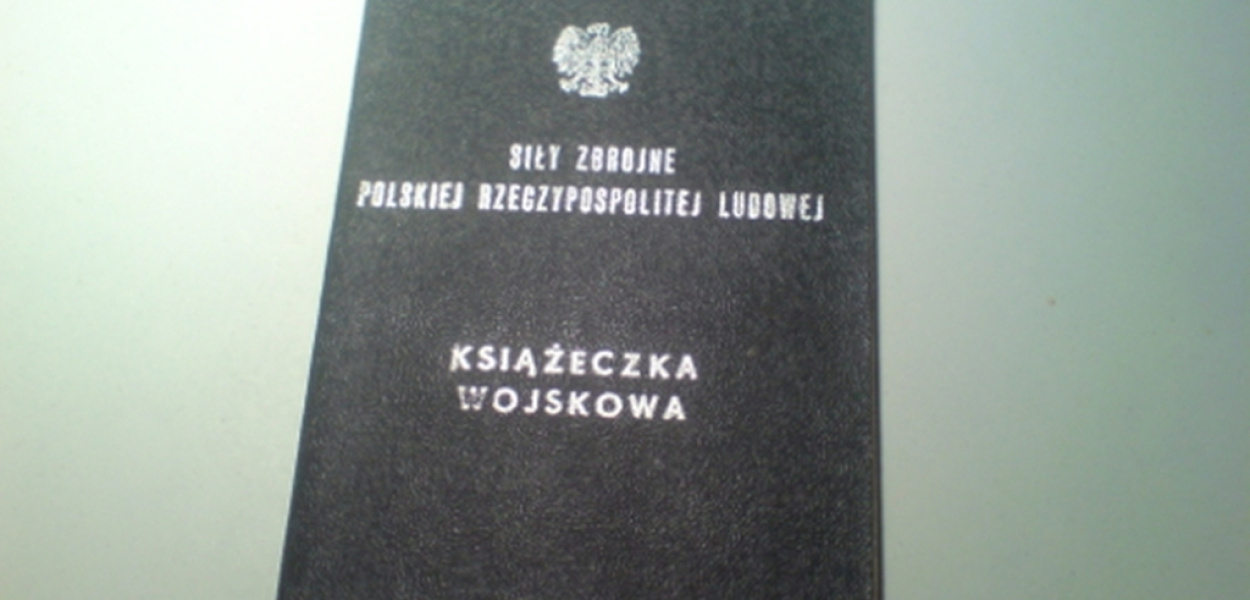 SIŁY ZBROJNE
POLSKIEJ RZECZYPOSPOLITEJ LUDOWEJ
KSIĄŻECZKA
WOJSKOWA